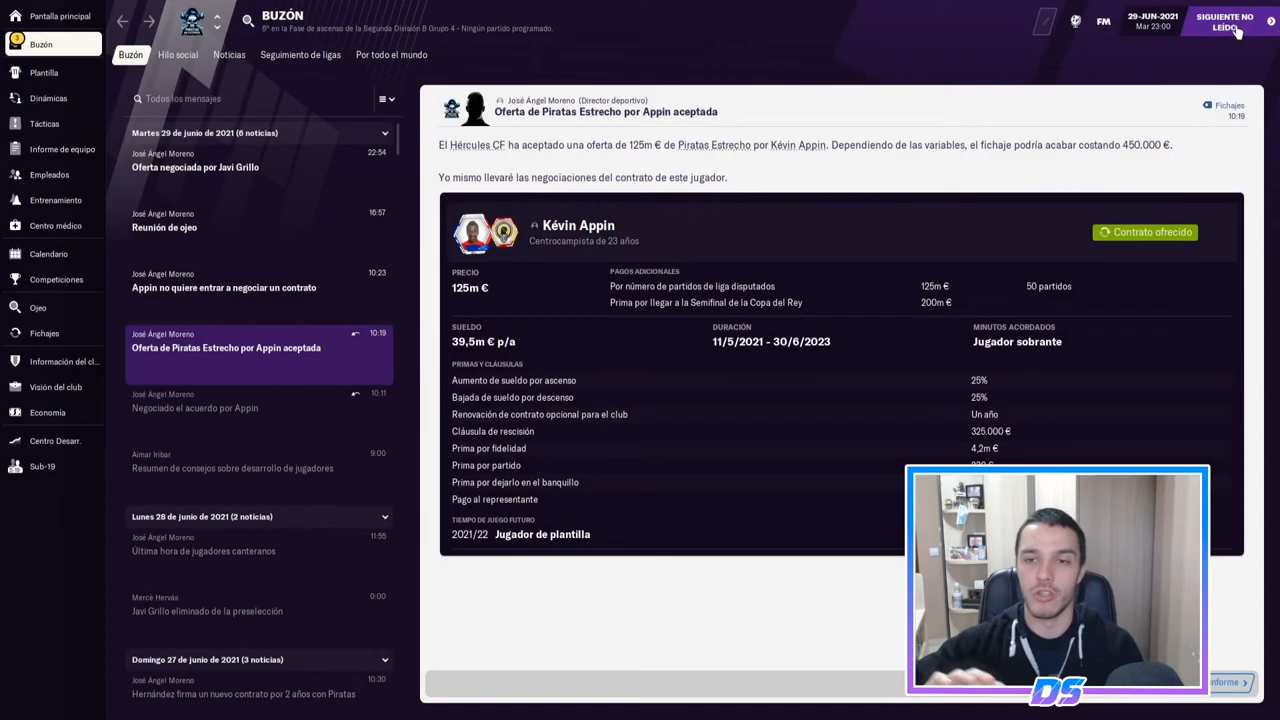 Pantalla principal
3
Buzón
Plantilla
Dinámicas
Tácticas
Informe de equipo
Empleados
Entrenamiento
Centro médico
Calendario
Competiciones
Ojeo
Fichajes
Información del cl...
Visión del club
Economía
Centro Desarr.
Sub-19
BUZÓN
6º en la Fase de ascenso de la Segunda División B Grupo 4 - Ningún partido programado.
FM
29-JUN-2021
Mar 23:00
SIGUIENTE NO
LEÍDO
Buzón
Hilo social
Noticias
Seguimiento de ligas
Por todo el mundo
Todos los mensajes
Martes 29 de junio de 2021 (6 noticias)
José Ángel Moreno 22:54
Oferta negociada por Javi Grillo
José Ángel Moreno 16:57
Reunión de ojeo
José Ángel Moreno 10:23
Appin no quiere entrar a negociar un contrato
José Ángel Moreno 10:19
Oferta de Piratas Estrecho por Appin aceptada
José Ángel Moreno 10:11
Negociado el acuerdo por Appin
Aimar Iribar 9:00
Resumen de consejos sobre desarrollo de jugadores
Lunes 28 de junio de 2021 (2 noticias)
José Ángel Moreno 11:55
Última hora de jugadores canteranos
Mercè Hervás 0:00
Javi Grillo eliminado de la preselección
Domingo 27 de junio de 2021 (3 noticias)
José Ángel Moreno 10:30
Hernández firma un nuevo contrato por 2 años con Piratas
José Ángel Moreno (Director deportivo)
Oferta de Piratas Estrecho por Appin aceptada
Fichajes
10:19
El Hércules CF ha aceptado una oferta de 125m € de Piratas Estrecho por Kévin Appin. Dependiendo de las variables, el fichaje podría acabar costando 450.000 €.
Yo mismo llevaré las negociaciones del contrato de este jugador.
Kévin Appin
Centrocampista de 23 años
Contrato ofrecido
PRECIO
125m €
PAGOS ADICIONALES
Por número de partidos de liga disputados 125m € 50 partidos
Prima por llegar a la Semifinal de la Copa del Rey 200m €
SUELDO
39,5m € p/a
DURACIÓN
11/5/2021 - 30/6/2023
MINUTOS ACORDADOS
Jugador sobrante
PRIMAS Y CLÁUSULAS
Aumento de sueldo por ascenso 25%
Bajada de sueldo por descenso 25%
Renovación de contrato opcional para el club Un año
Cláusula de rescisión 325.000 €
Prima por fidelidad 4,2m €
Prima por partido
Prima por dejarlo en el banquillo
Pago al representante
TIEMPO DE JUEGO FUTURO
2021/22 Jugador de plantilla
DS